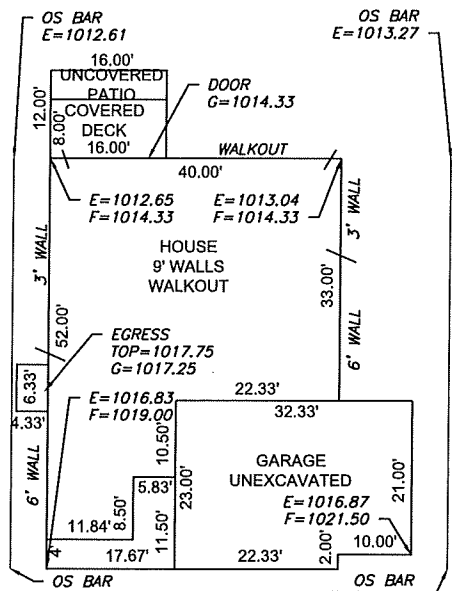 OS BAR
E=1012.61
OS BAR
E=1013.27
16.00'
UNCOVERED
PATIO
12.00'
COVERED
DECK
8.00'
16.00'
DOOR
G=1014.33
WALKOUT
40.00'
E=1012.65
F=1014.33
E=1013.04
F=1014.33
3' WALL
3' WALL
HOUSE
9' WALLS
WALKOUT
33.00'
52.00'
EGRESS
TOP=1017.75
G=1017.25
6' WALL
6.33'
4.33'
E=1016.83
F=1019.00
22.33'
32.33'
10.50'
GARAGE
UNEXCAVATED
6' WALL
5.83'
23.00'
21.00'
E=1016.87
F=1021.50
8.50'
11.50'
11.84'
4'
17.67'
22.33'
2.00'
10.00'
OS BAR
OS BAR